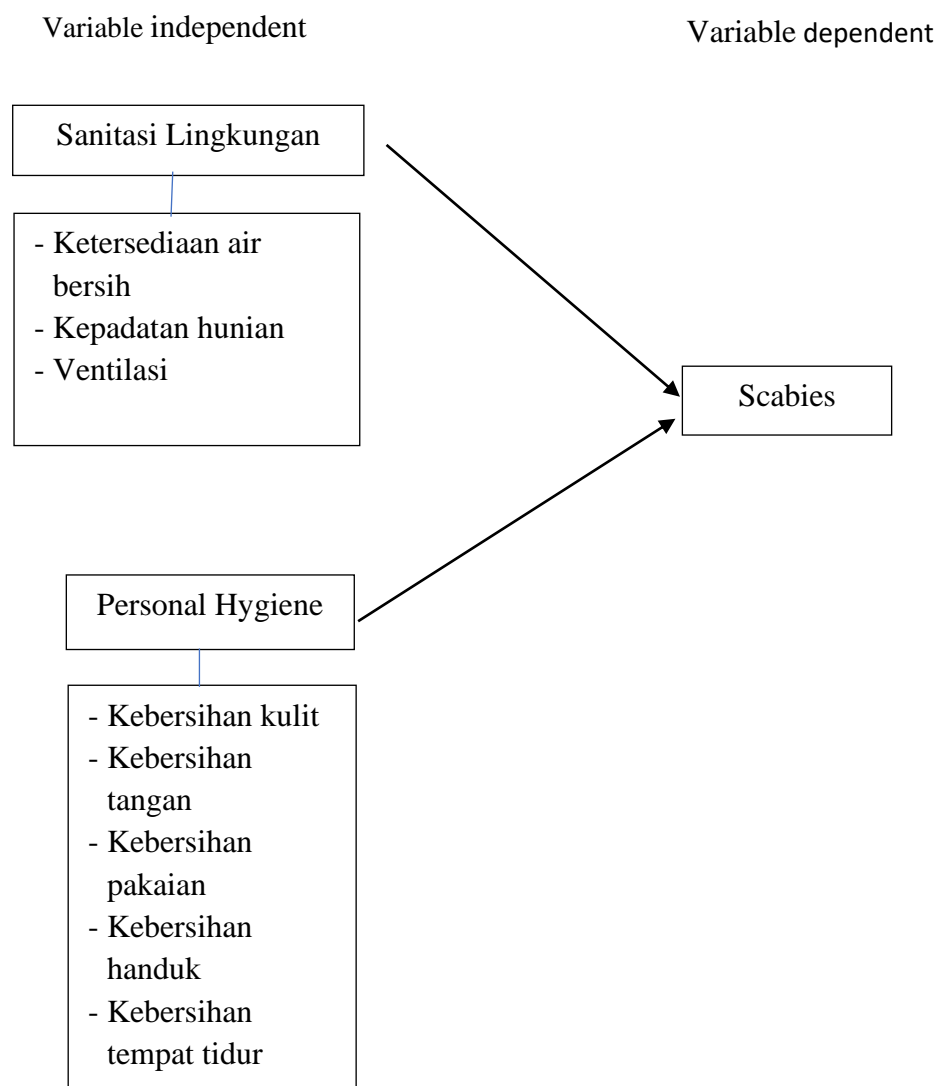 Variable independent
Variable dependent
Sanitasi Lingkungan
- Ketersediaan air
bersih
- Kepadatan hunian
- Ventilasi
Scabies
Personal Hygiene
- Kebersihan kulit
- Kebersihan
tangan
- Kebersihan
pakaian
- Kebersihan
handuk
- Kebersihan
tempat tidur